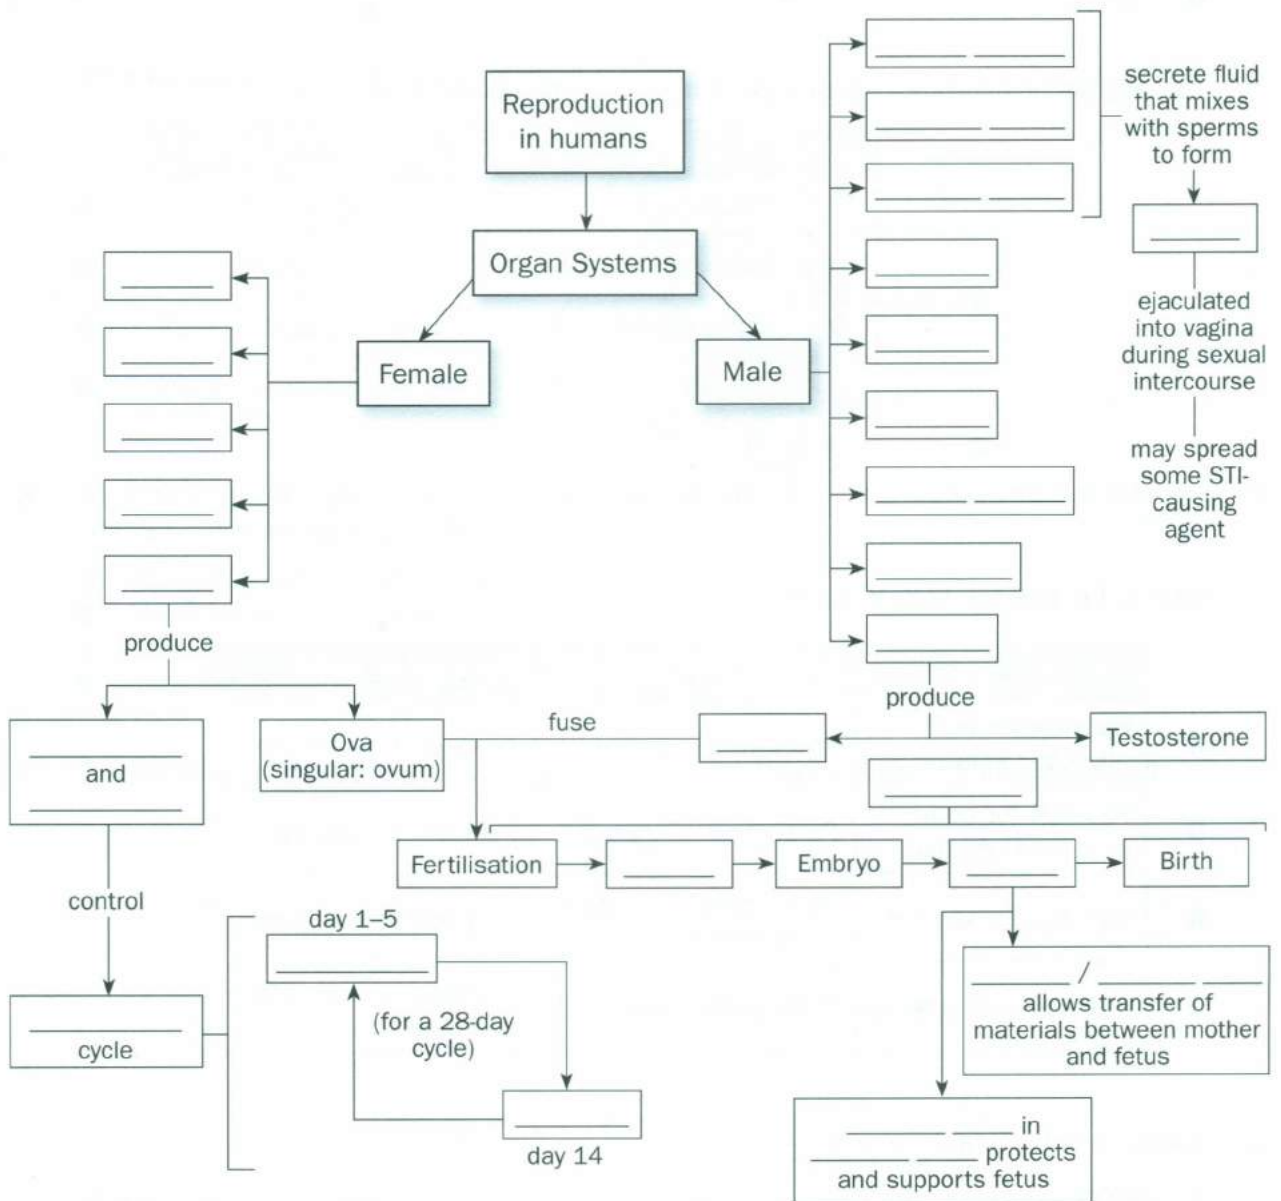 Reproduction
in humans
Organ Systems
Female
Male
secrete fluid
that mixes
with sperms
to form
ejaculated
into vagina
during sexual
intercourse
may spread
some STI-
causing
agent
produce
and
Ova
(singular: ovum)
fuse
produce
Testosterone
control
Fertilisation
Embryo
Birth
cycle
day 1–5
(for a 28-day
cycle)
day 14
/
allows transfer of
materials between mother
and fetus
in
protects
and supports fetus